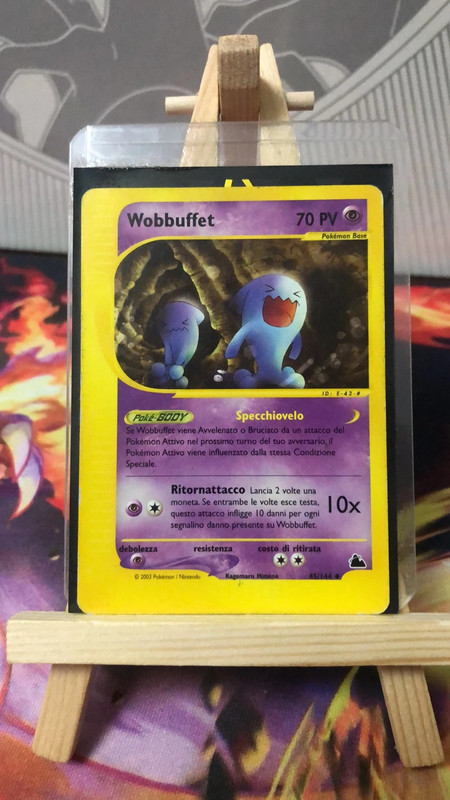 Wobbuffet 70 PV
Pokémon Base
ID: E-42-#
Poké-BODY Specchiovelo
Se Wobbuffet viene Avvelenato o Bruciato da un attacco del
Pokémon Attivo nel prossimo turno del tuo avversario, il
Pokémon Attivo viene influenzato dalla stessa Condizione
Speciale.
Ritornattacco Lancia 2 volte una
moneta. Se entrambe le volte esce testa,
questo attacco infligge 10 danni per ogni
segnalino danno presente su Wobbuffet.
10x
debolezza resistenza costo di ritirata
© 2003 Pokémon / Nintendo Kagemaru Himeno